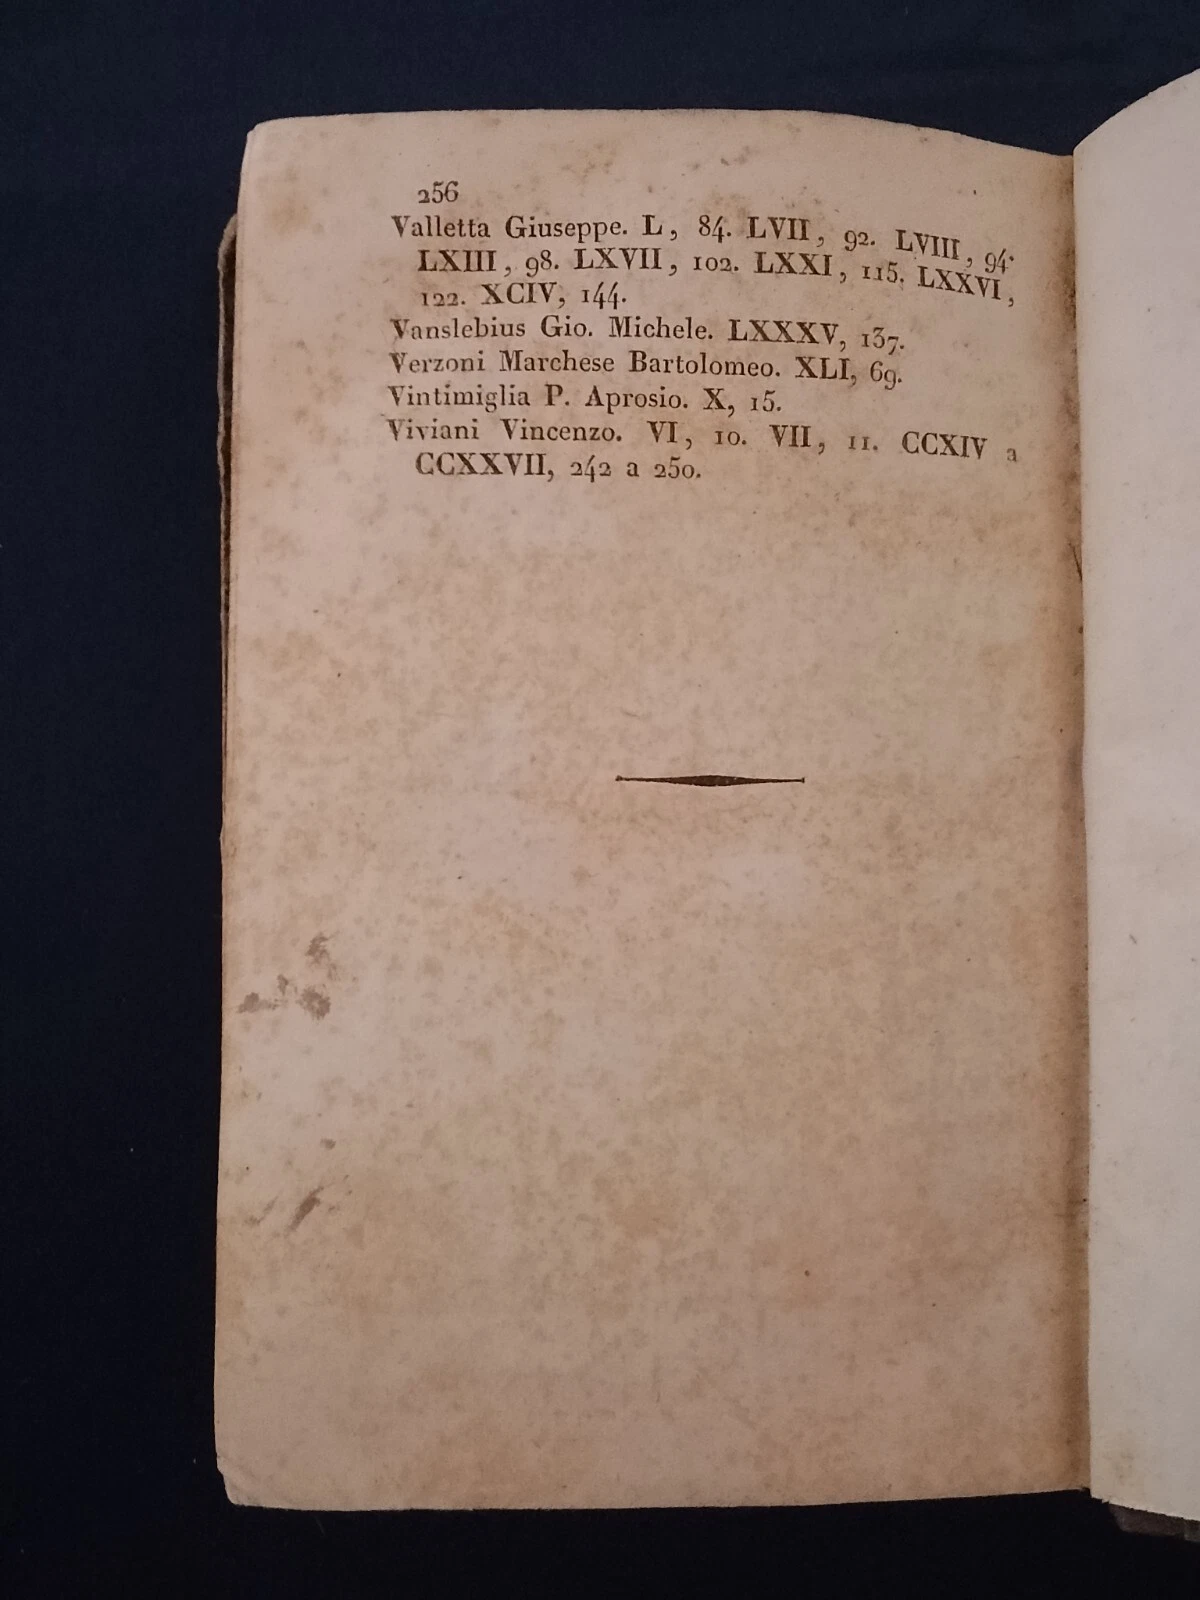 256
Valletta Giuseppe. L, 84. LVII, 92. LVIII, 94.
LXIII, 98. LXVII, 102. LXXI, 115. LXXVI,
122. XCIV, 144.
Vanslebius Gio. Michele. LXXXV, 137.
Verzoni Marchese Bartolomeo. XLI, 69.
Vintimiglia P. Aprosio. X, 15.
Viviani Vincenzo. VI, 10. VII, 11. CCXIV a
CCXXVII, 242 a 250.